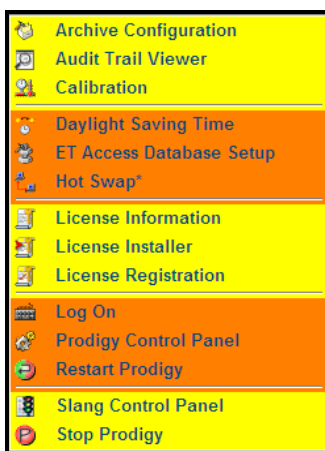 Archive Configuration
Audit Trail Viewer
Calibration
Daylight Saving Time
ET Access Database Setup
Hot Swap*
License Information
License Installer
License Registration
Log On
Prodigy Control Panel
Restart Prodigy
Slang Control Panel
Stop Prodigy